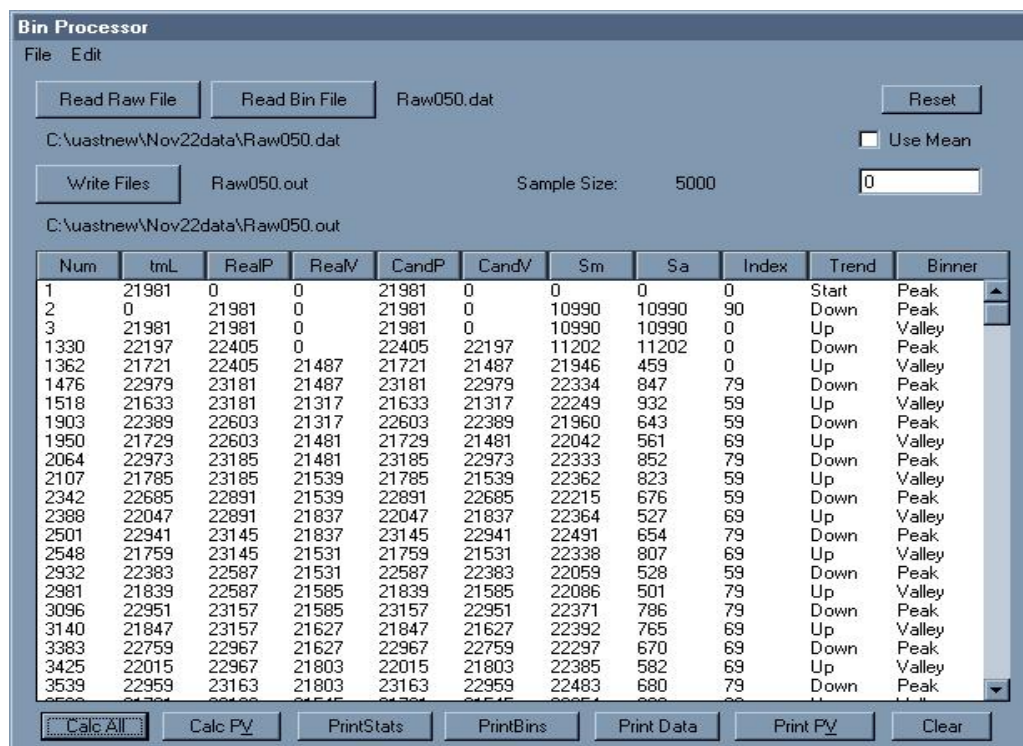 Bin Processor
File Edit
Read Raw File Read Bin File Raw050.dat Reset
C:\uastnew\Nov22data\Raw050.dat Use Mean
Write Files Raw050.out Sample Size: 5000 0
C:\uastnew\Nov22data\Raw050.out
Num tmL RealP RealV CandP CandV Sm Sa Index Trend Binner
1 21981 0 0 21981 0 0 0 0 Start Peak
2 0 21981 0 21981 0 10990 10990 90 Down Peak
3 21981 21981 0 21981 0 10990 10990 0 Up Valley
1330 22197 22405 0 22405 22197 11202 11202 0 Down Peak
1362 21721 22405 21487 21721 21487 21946 459 0 Up Valley
1476 22979 23181 21487 23181 22979 22334 847 79 Down Peak
1518 21633 23181 21317 21633 21317 22249 932 59 Up Valley
1903 22389 22603 21317 22603 22389 21960 643 59 Down Peak
1950 21729 22603 21481 21729 21481 22042 561 69 Up Valley
2064 22973 23185 21481 23185 22973 22333 852 79 Down Peak
2107 21785 23185 21539 21785 21539 22362 823 59 Up Valley
2342 22685 22891 21539 22891 22685 22215 676 59 Down Peak
2388 22047 22891 21837 22047 21837 22364 527 69 Up Valley
2501 22941 23145 21837 23145 22941 22491 654 79 Down Peak
2548 21759 23145 21531 21759 21531 22338 807 69 Up Valley
2932 22383 22587 21531 22587 22383 22059 528 59 Down Peak
2981 21839 22587 21585 21839 21585 22086 501 79 Up Valley
3096 22951 23157 21585 23157 22951 22371 786 79 Down Peak
3140 21847 23157 21627 21847 21627 22392 765 69 Up Valley
3383 22759 22967 21627 22967 22759 22297 670 69 Down Peak
3425 22015 22967 21803 22015 21803 22385 582 69 Up Valley
3539 22959 23163 21803 23163 22959 22483 680 79 Down Peak
Calc All Calc PV PrintStats PrintBins Print Data Print PV Clear